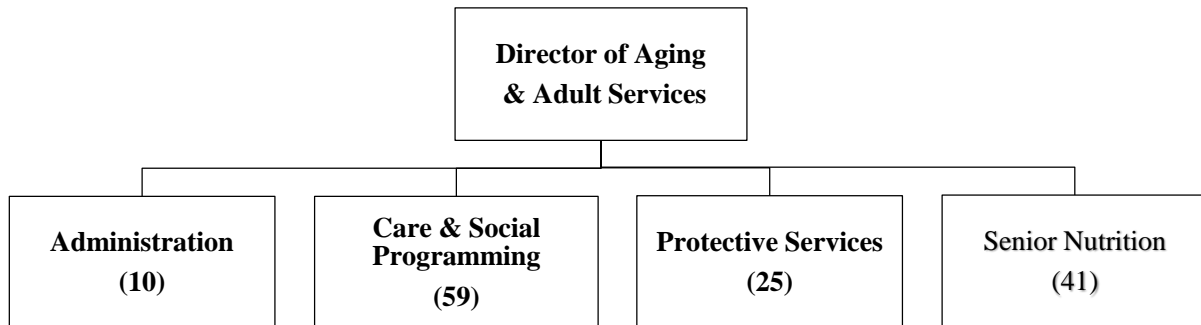 Director of Aging
& Adult Services
Administration
(10)
Care & Social
Programming
(59)
Protective Services
(25)
Senior Nutrition
(41)